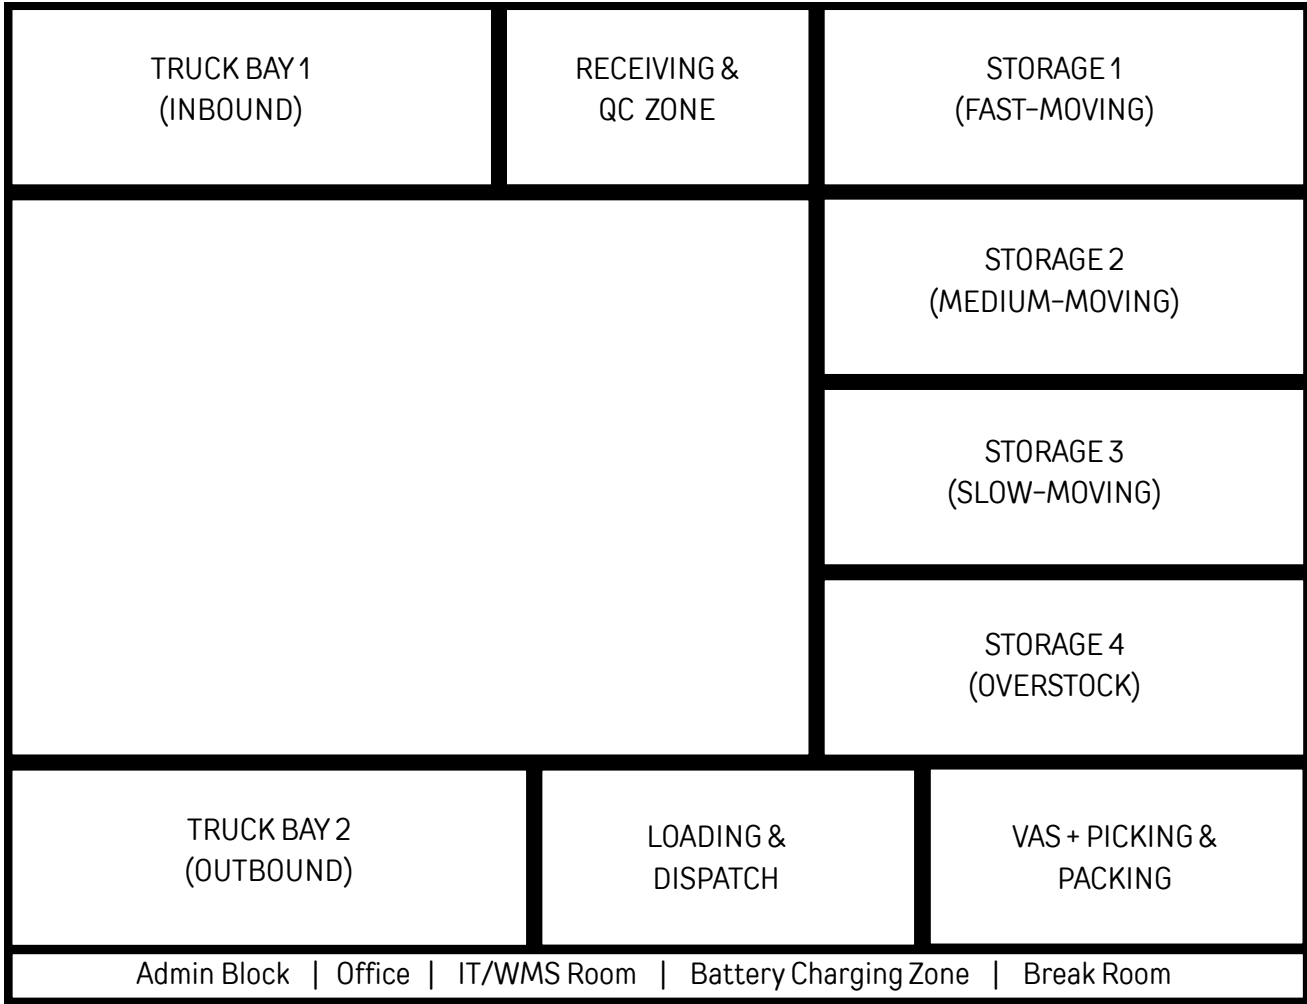 TRUCK BAY 1
(INBOUND)
RECEIVING &
QC ZONE
STORAGE 1
(FAST-MOVING)
STORAGE 2
(MEDIUM-MOVING)
STORAGE 3
(SLOW-MOVING)
STORAGE 4
(OVERSTOCK)
TRUCK BAY 2
(OUTBOUND)
LOADING &
DISPATCH
VAS + PICKING &
PACKING
Admin Block | Office | IT/WMS Room | Battery Charging Zone | Break Room